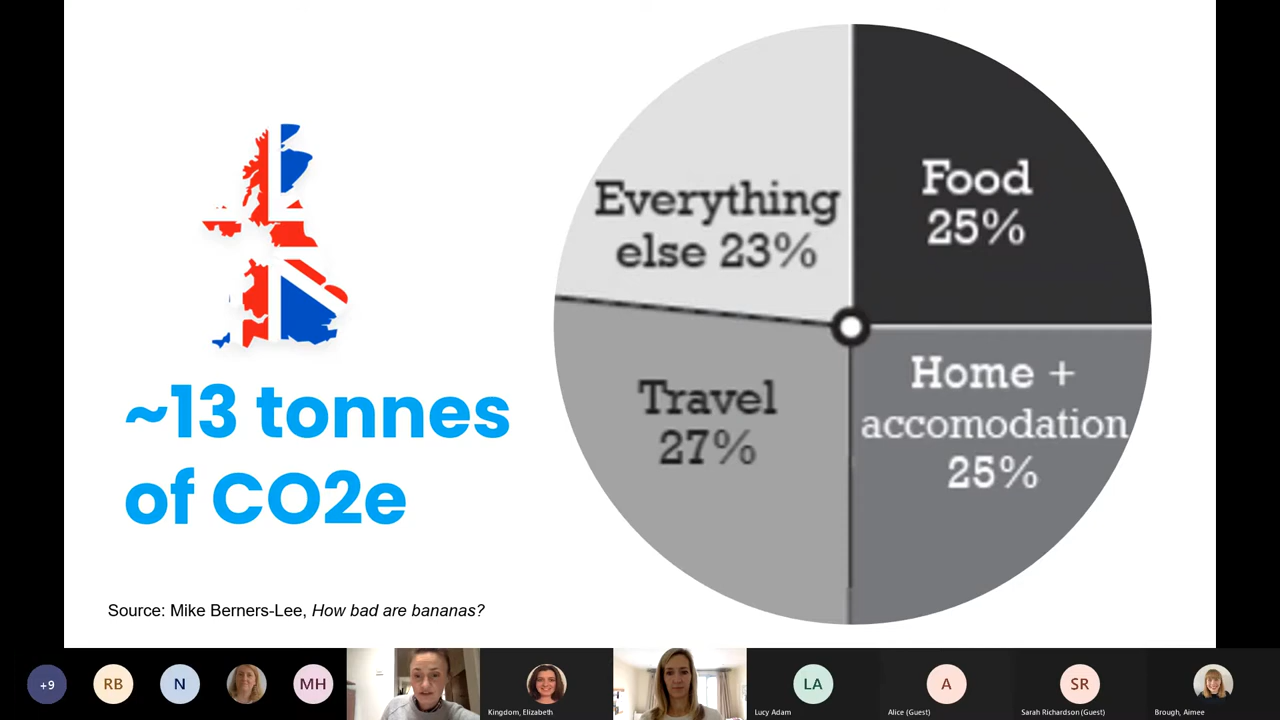 Everything
else 23%
Food
25%
Travel
27%
Home +
accomodation
25%
~13 tonnes
of CO2e
Source: Mike Berners-Lee, How bad are bananas?
+9
RB
N
MH
Kingdom, Elizabeth
LA
Lucy Adam
A
Alice (Guest)
SR
Sarah Richardson (Guest)
Brough, Aimee